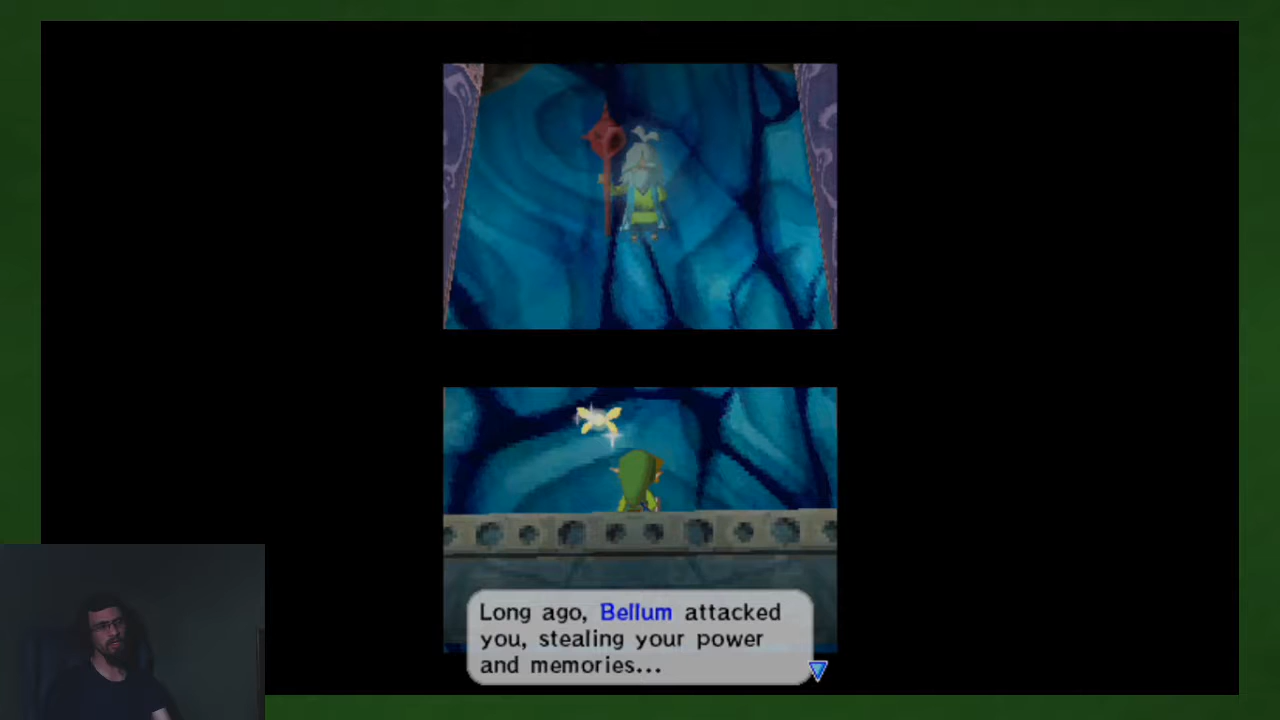 Long ago, Bellum attacked
you, stealing your power
and memories...